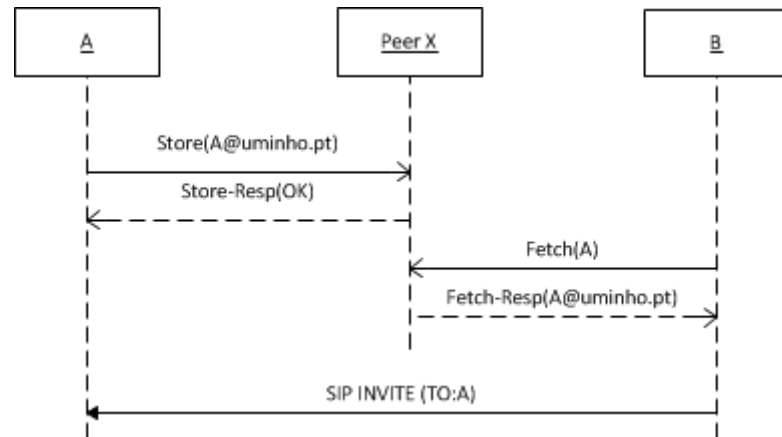 A
Peer X
B
Store(A@uminho.pt)
Store-Resp(OK)
Fetch(A)
Fetch-Resp(A@uminho.pt)
SIP INVITE (TO:A)